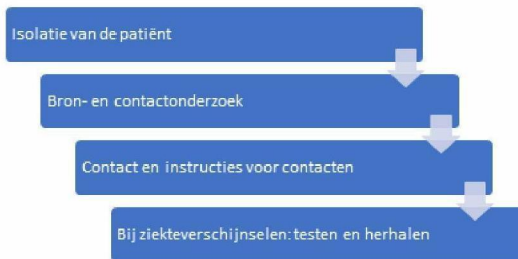 Isolatie van de patiënt
Bron- en contactonderzoek
Contact en instructies voor contacten
Bij ziekteverschijnselen: testen en herhalen